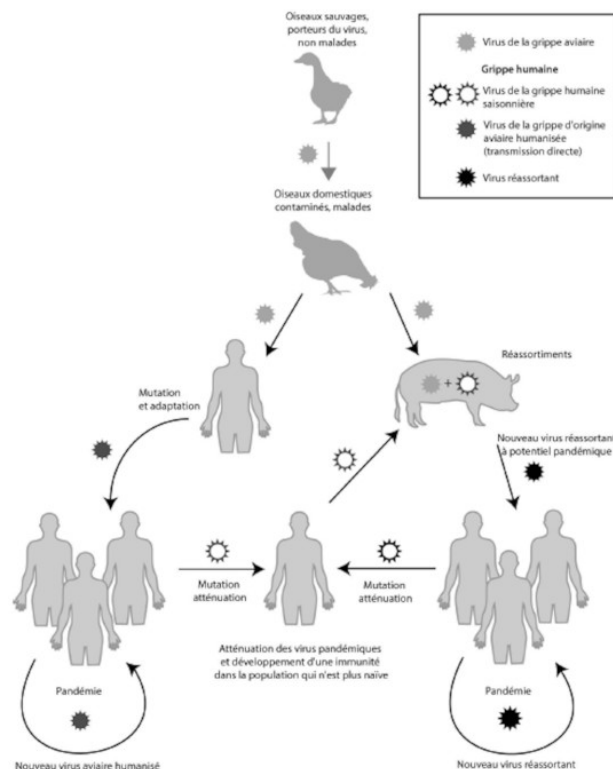 Oiseaux sauvages,
porteurs du virus,
non malades
Virus de la grippe aviaire
Grippe humaine
Virus de la grippe humaine
saisonnière
Virus de la grippe d'origine
aviaire humanisée
(transmission directe)
Virus réassortant
Oiseaux domestiques
contaminés, malades
Réassortiments
+
Mutation
et adaptation
Nouveau virus réassortant
à potentiel pandémique
Mutation
atténuation
Mutation
atténuation
Atténuation des virus pandémiques
et développement d'une immunité
dans la population qui n'est plus naïve
Pandémie
Pandémie
Nouveau virus aviaire humanisé
Nouveau virus réassortant